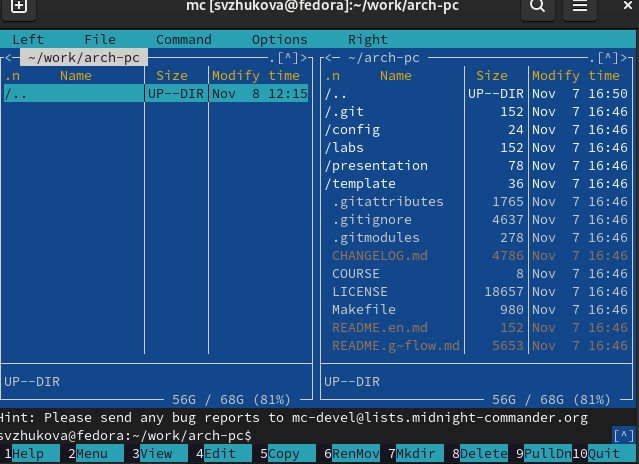 mc [svzhukova@fedora]:~/work/arch-pc
Left File Command Options Right
<- ~/work/arch-pc .[^]> <- ~/arch-pc .[^]>
.n Name Size Modify time .n Name Size Modify time
/.. UP--DIR Nov 8 12:15 /.. UP--DIR Nov 7 16:50
/.git 152 Nov 7 16:46
/config 24 Nov 7 16:46
/labs 152 Nov 7 16:46
/presentation 78 Nov 7 16:46
/template 36 Nov 7 16:46
.gitattributes 1765 Nov 7 16:46
.gitignore 4637 Nov 7 16:46
.gitmodules 278 Nov 7 16:46
CHANGELOG.md 4786 Nov 7 16:46
COURSE 8 Nov 7 16:46
LICENSE 18657 Nov 7 16:46
Makefile 980 Nov 7 16:46
README.en.md 152 Nov 7 16:46
README.g~flow.md 5653 Nov 7 16:46
UP--DIR UP--DIR
56G / 68G (81%) 56G / 68G (81%)
Hint: Please send any bug reports to mc-devel@lists.midnight-commander.org
svzhukova@fedora:~/work/arch-pc$ [^]
1Help 2Menu 3View 4Edit 5Copy 6RenMov 7Mkdir 8Delete 9PullDn 10Quit